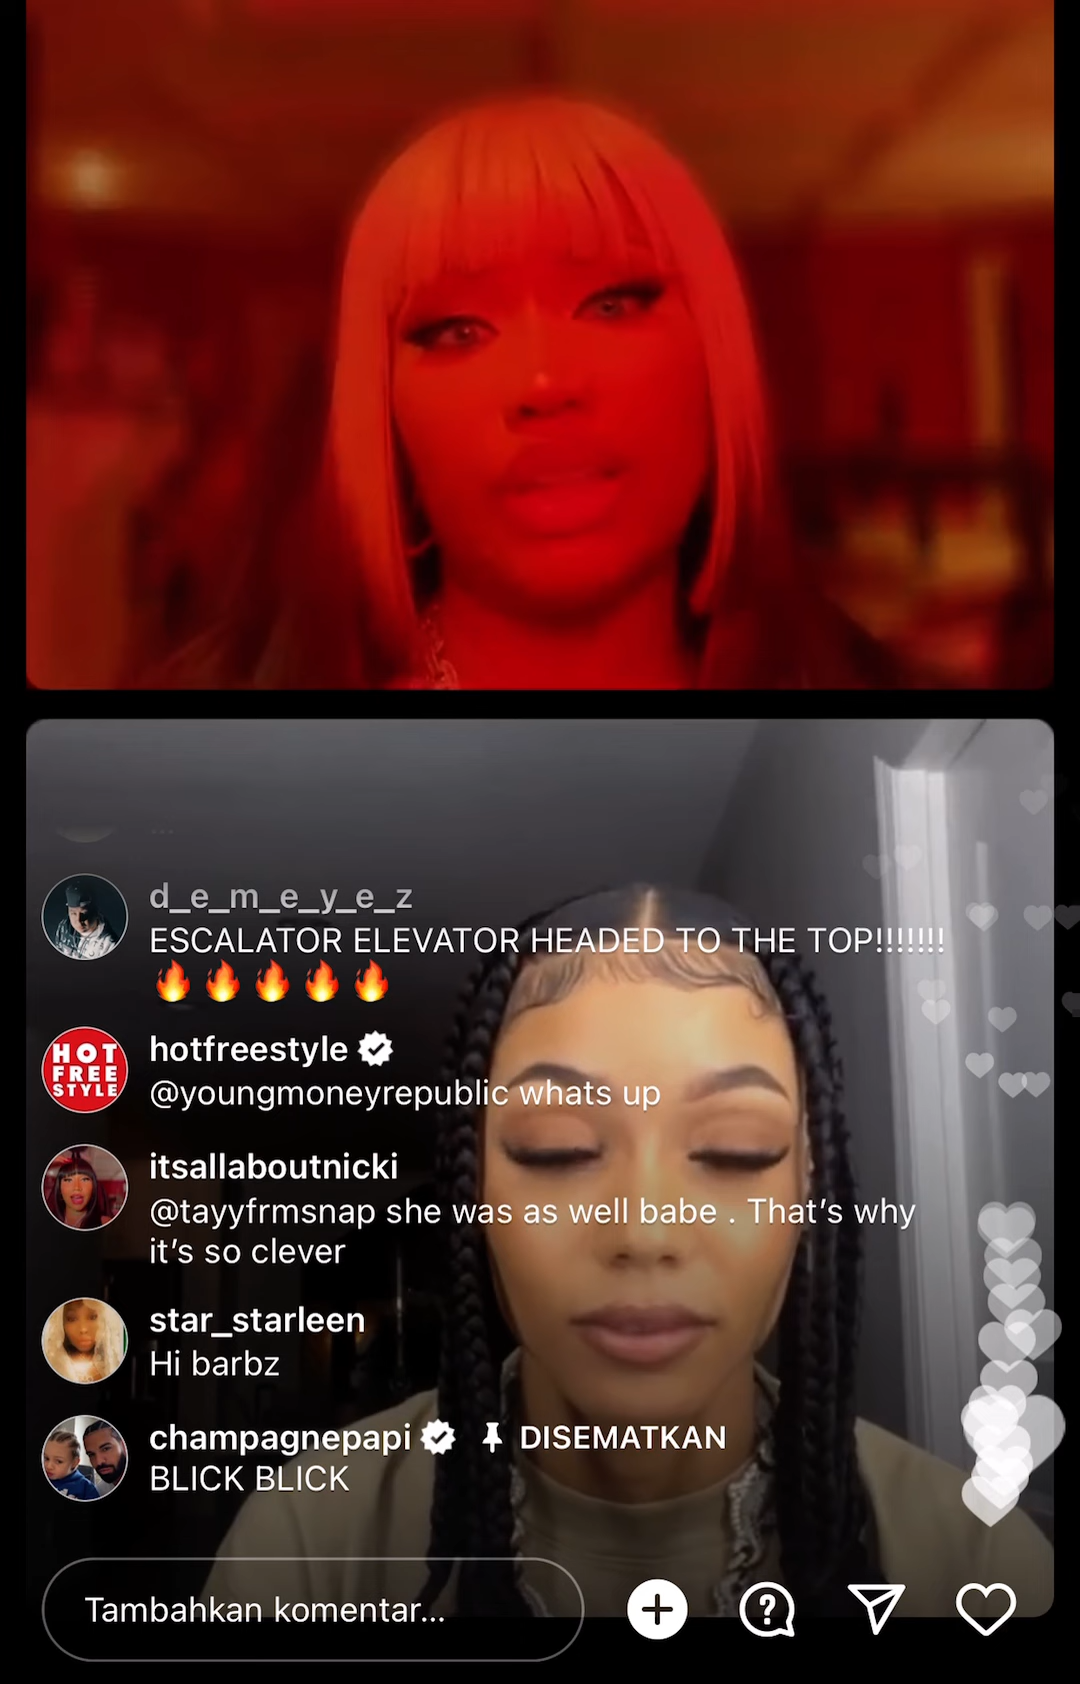 ...
d_e_m_e_y_e_z
ESCALATOR ELEVATOR HEADED TO THE TOP!!!!!!!
🔥🔥🔥🔥🔥
HOT
FREE
STYLE
hotfreestyle
@youngmoneyrepublic whats up
itsallaboutnicki
@tayyfrmsnap she was as well babe . That’s why
it’s so clever
star_starleen
Hi barbz
champagnepapi DISEMATKAN
BLICK BLICK
Tambahkan komentar...